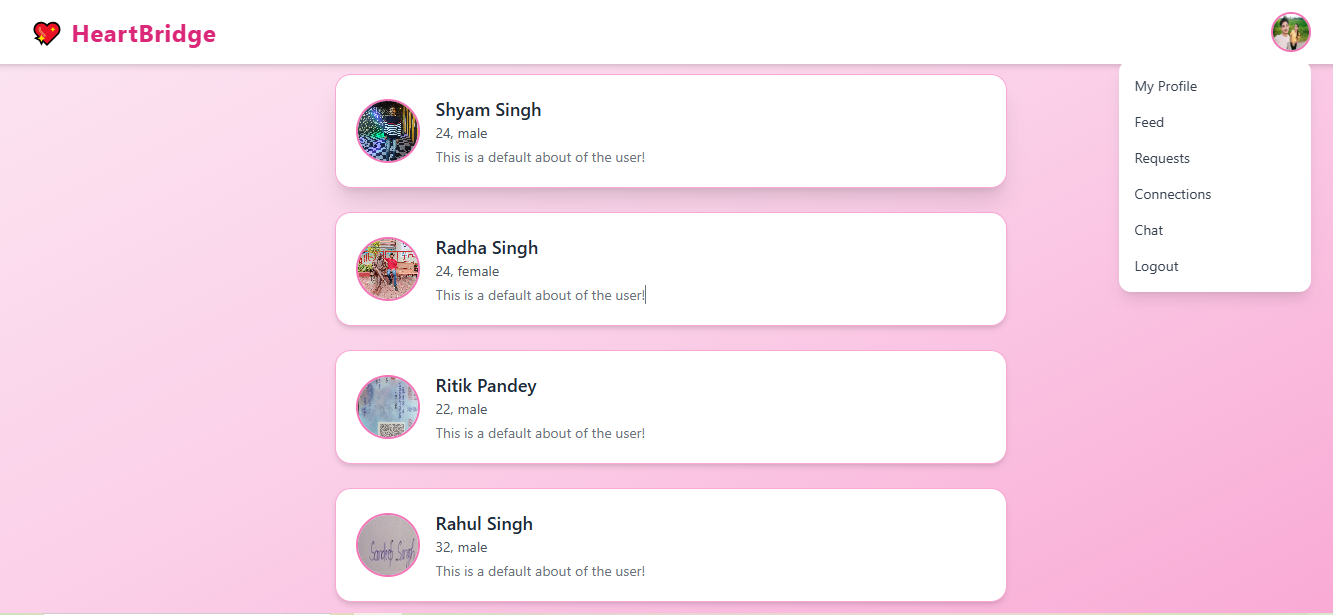 HeartBridge
My Profile
Feed
Requests
Connections
Chat
Logout
Shyam Singh
24, male
This is a default about of the user!
Radha Singh
24, female
This is a default about of the user!
Ritik Pandey
22, male
This is a default about of the user!
Rahul Singh
32, male
Sandeep Singh
This is a default about of the user!